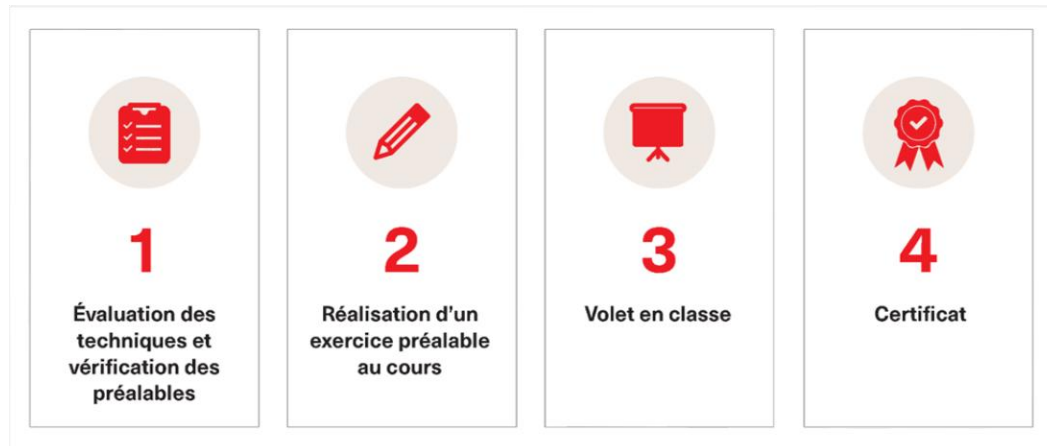 1
Évaluation des
techniques et
vérification des
préalables
2
Réalisation d'un
exercice préalable
au cours
3
Volet en classe
4
Certificat